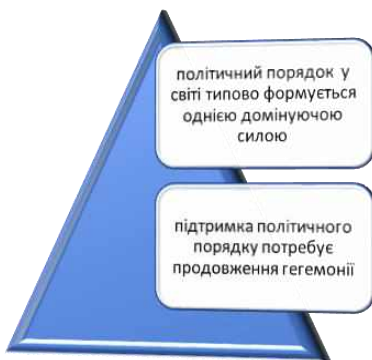 політичний порядок у
світі типово формується
однією домінуючою
силою
підтримка політичного
порядку потребує
продовження гегемонії